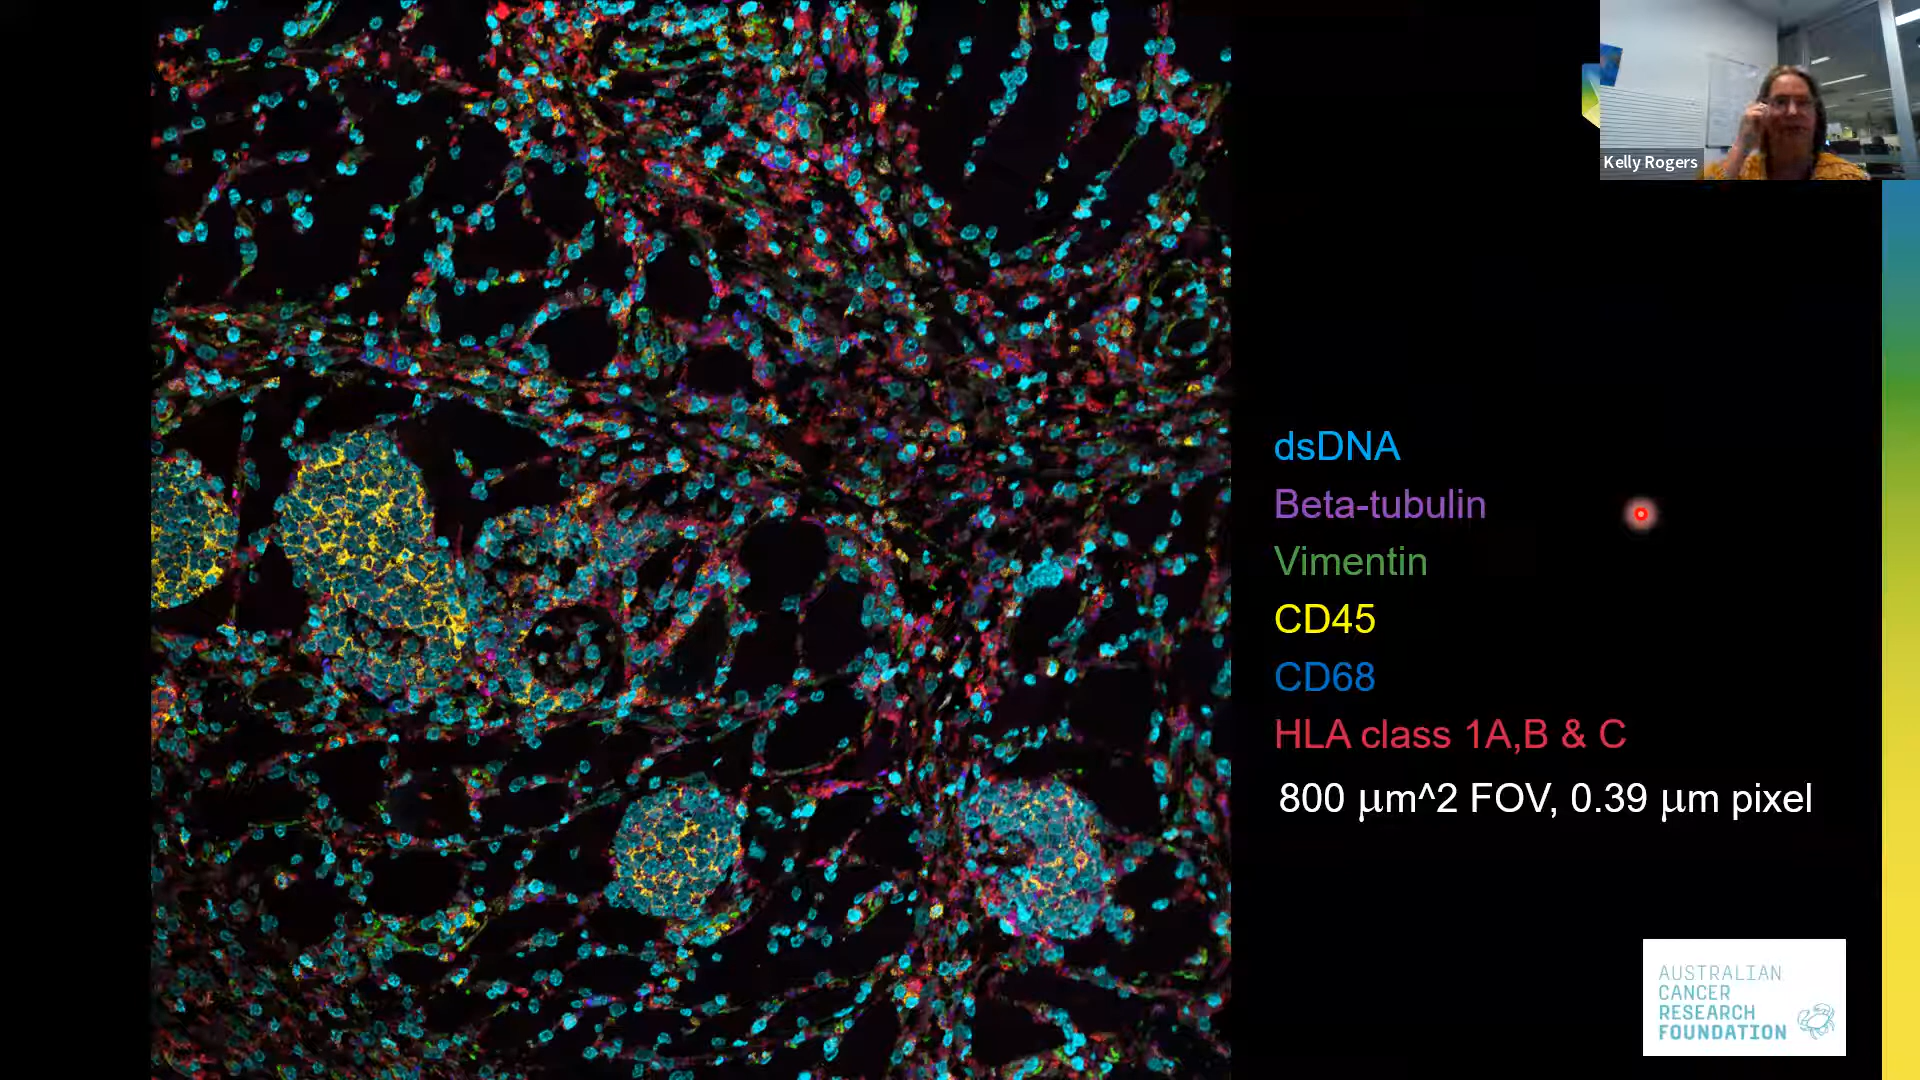 Kelly Rogers
dsDNA
Beta-tubulin
Vimentin
CD45
CD68
HLA class 1A,B & C
800 μm^2 FOV, 0.39 μm pixel
AUSTRALIAN
CANCER
RESEARCH
FOUNDATION